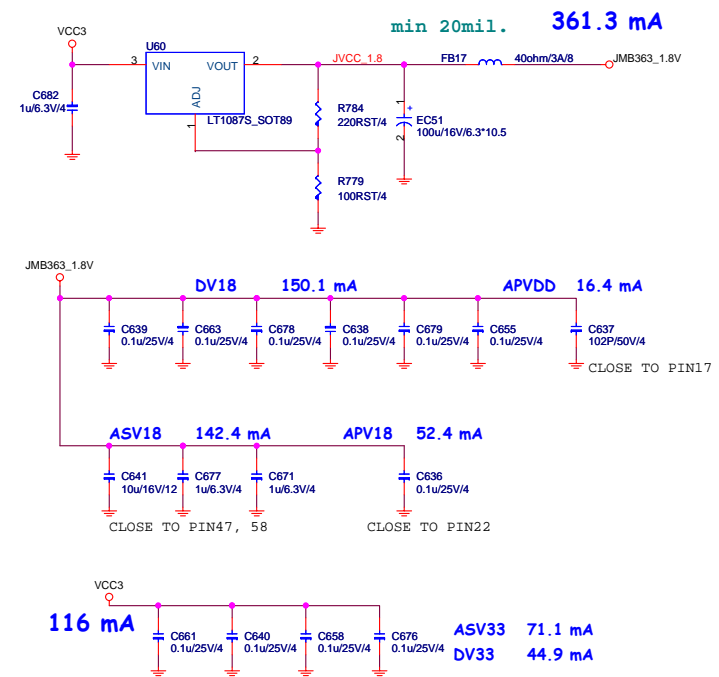 min 20mil. 361.3 mA
VCC3
U60
3 VIN VOUT 2 JVCC_1.8 FB17 40ohm/3A/8 JMB363_1.8V
ADJ
1
LT1087S_SOT89
C682
1u/6.3V/4
R784
220RST/4
1 +
EC51
100u/16V/6.3*10.5
2
R779
100RST/4
JMB363_1.8V
DV18 150.1 mA APVDD 16.4 mA
C639 C663 C678 C638 C679 C655 C637
0.1u/25V/4 0.1u/25V/4 0.1u/25V/4 0.1u/25V/4 0.1u/25V/4 0.1u/25V/4 102P/50V/4
CLOSE TO PIN17
ASV18 142.4 mA APV18 52.4 mA
C641 C677 C671 C636
10u/16V/12 1u/6.3V/4 1u/6.3V/4 0.1u/25V/4
CLOSE TO PIN47, 58 CLOSE TO PIN22
VCC3
116 mA
C661 C640 C658 C676
0.1u/25V/4 0.1u/25V/4 0.1u/25V/4 0.1u/25V/4
ASV33 71.1 mA
DV33 44.9 mA